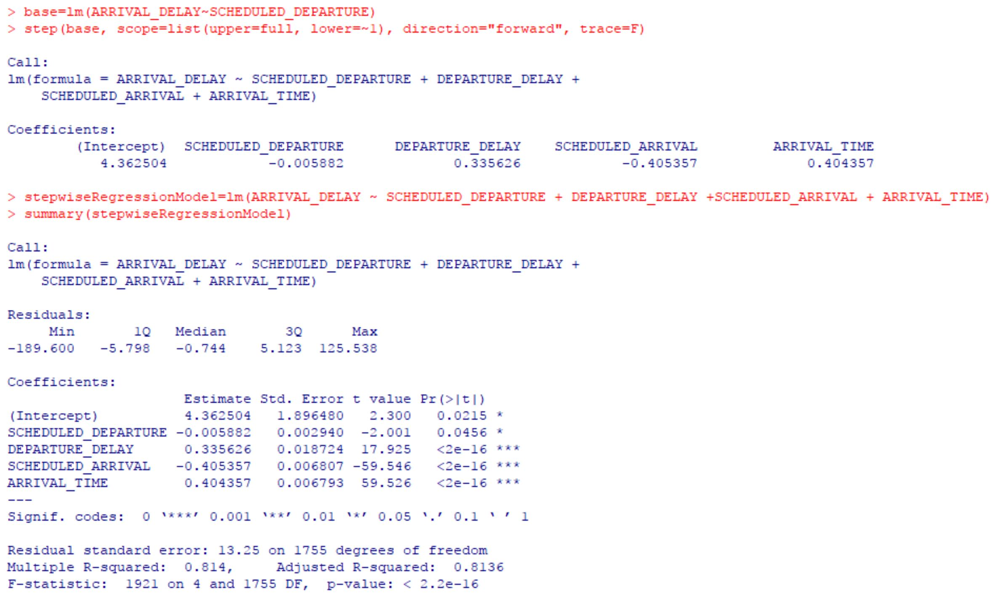 > base=lm(ARRIVAL_DELAY~SCHEDULED_DEPARTURE)
> step(base, scope=list(upper=full, lower=~1), direction="forward", trace=F)
Call:
lm(formula = ARRIVAL_DELAY ~ SCHEDULED_DEPARTURE + DEPARTURE_DELAY +
    SCHEDULED_ARRIVAL + ARRIVAL_TIME)
Coefficients:
(Intercept) SCHEDULED_DEPARTURE DEPARTURE_DELAY SCHEDULED_ARRIVAL ARRIVAL_TIME
4.362504 -0.005882 0.335626 -0.405357 0.404357
> stepwiseRegressionModel=lm(ARRIVAL_DELAY ~ SCHEDULED_DEPARTURE + DEPARTURE_DELAY +SCHEDULED_ARRIVAL + ARRIVAL_TIME)
> summary(stepwiseRegressionModel)
Call:
lm(formula = ARRIVAL_DELAY ~ SCHEDULED_DEPARTURE + DEPARTURE_DELAY +
    SCHEDULED_ARRIVAL + ARRIVAL_TIME)
Residuals:
Min 1Q Median 3Q Max
-189.600 -5.798 -0.744 5.123 125.538
Coefficients:
Estimate Std. Error t value Pr(>|t|)
(Intercept) 4.362504 1.896480 2.300 0.0215 *
SCHEDULED_DEPARTURE -0.005882 0.002940 -2.001 0.0456 *
DEPARTURE_DELAY 0.335626 0.018724 17.925 <2e-16 ***
SCHEDULED_ARRIVAL -0.405357 0.006807 -59.546 <2e-16 ***
ARRIVAL_TIME 0.404357 0.006793 59.526 <2e-16 ***
---
Signif. codes:  0 ‘***’ 0.001 ‘**’ 0.01 ‘*’ 0.05 ‘.’ 0.1 ‘ ’ 1
Residual standard error: 13.25 on 1755 degrees of freedom
Multiple R-squared:  0.814,     Adjusted R-squared:  0.8136
F-statistic:  1921 on 4 and 1755 DF,  p-value: < 2.2e-16